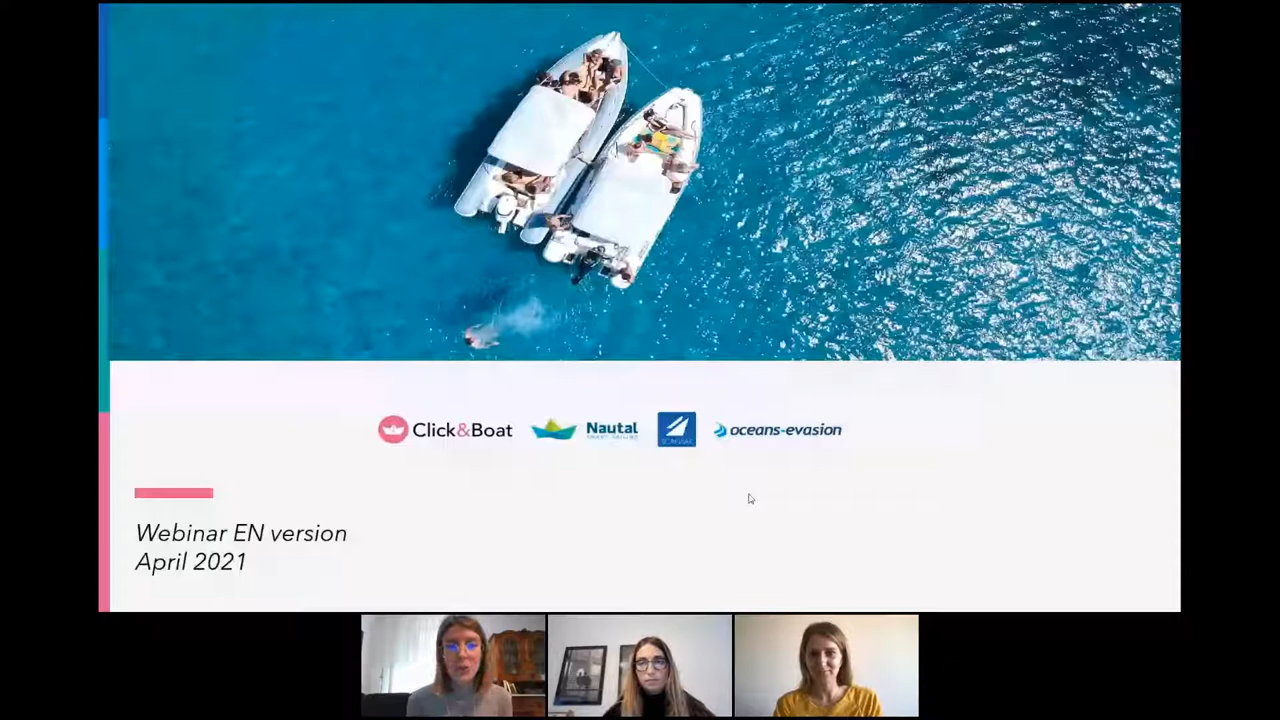 Click&Boat
Nautal
oceans-evasion
Webinar EN version
April 2021